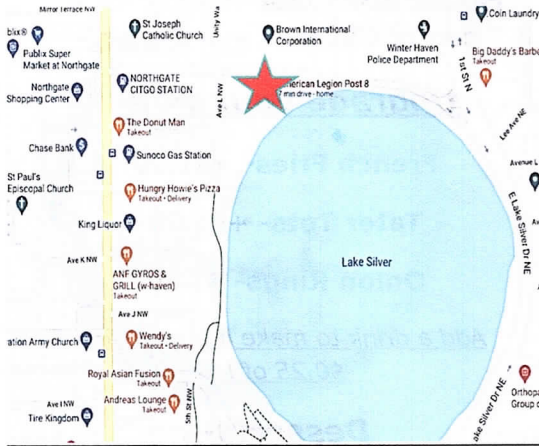 Mirror Terrace NW
blix®
Publix Super
Market at Northgate
Northgate
Shopping Center
Chase Bank
St Paul's
Episcopal Church
St Joseph
Catholic Church
NORTHGATE
CITGO STATION
The Donut Man
Takeout
Sunoco Gas Station
Hungry Howie's Pizza
Takeout • Delivery
King Liquor
Ave K NW
ANF GYROS &
GRILL (w-haven)
Takeout
Ave J NW
ation Army Church
Wendy's
Takeout • Delivery
Royal Asian Fusion
Takeout
Ave I NW
Andreas Lounge
Takeout
Tire Kingdom
5th St NW
Unity Wa
Ave L NW
Brown International
Corporation
American Legion Post 8
7 min drive - home
Lake Silver
Winter Haven
Police Department
Coin Laundry
Big Daddy's Barbe
Takeout
1st St N
Lee Ave NE
Avenue L
E Lake Silver Dr NE
ake Silver Dr NE
Orthopa
Group o
French Fries
Tater Tots
Onion Rings
Add a drink to make
$0.25 of